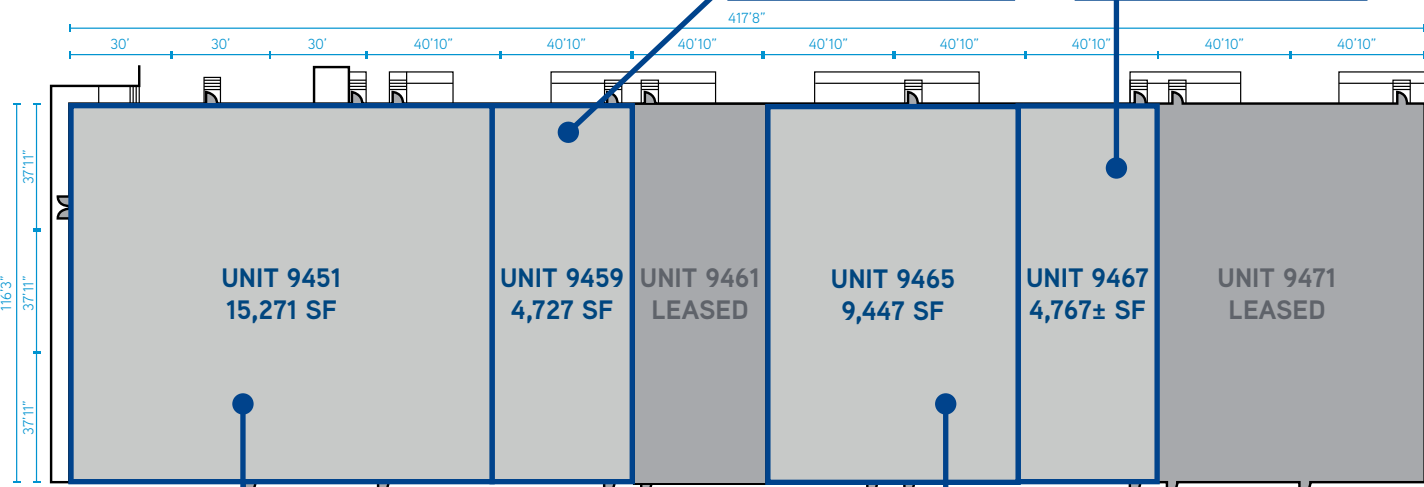 417'8"
30' 30' 30' 40'10" 40'10" 40'10" 40'10" 40'10" 40'10" 40'10" 40'10"
37'11"
116'3"
37'11"
37'11"
UNIT 9451
15,271 SF
UNIT 9459
4,727 SF
UNIT 9461
LEASED
UNIT 9465
9,447 SF
UNIT 9467
4,767± SF
UNIT 9471
LEASED